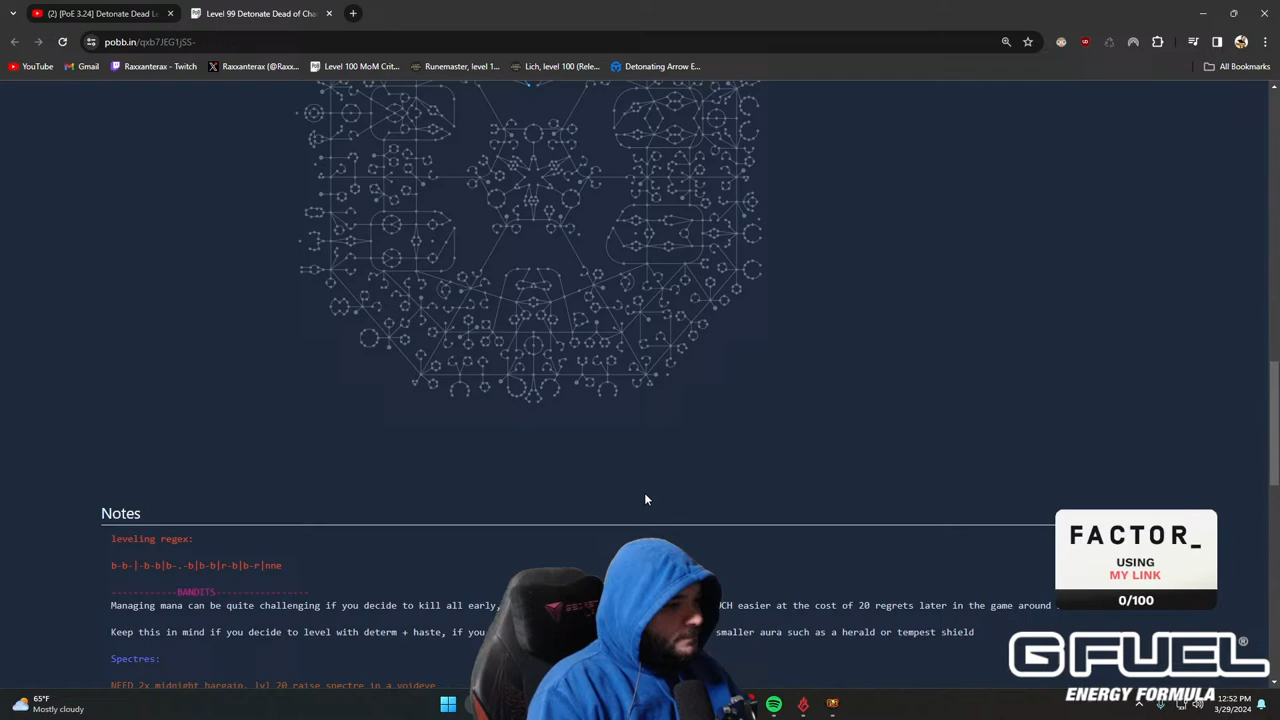 (2) [PoE 3.24] Detonate Dead Le
Level 99 Detonate Dead of Cha
pobb.in/qxb7JEG1jSS-
YouTube
Gmail
Raxxanterax - Twitch
Raxxanterax (@Raxx...
Level 100 MoM Crit...
Runemaster, level 1...
Lich, level 100 (Rele...
Detonating Arrow E...
All Bookmarks
Notes
leveling regex:
b-b-|-b-b|b-.-b|b-b|r-b|b-r|nne
------------BANDITS-----------------
Managing mana can be quite challenging if you decide to kill all early, UCH easier at the cost of 20 regrets later in the game around
Keep this in mind if you decide to level with determ + haste, if you smaller aura such as a herald or tempest shield
Spectres:
NEED 2x midnight bargain, lvl 20 raise spectre in a voideye
FACTOR_
USING
MY LINK
0/100
GFUEL®
ENERGY FORMULA
65°F
Mostly cloudy
12:52 PM
3/29/2024